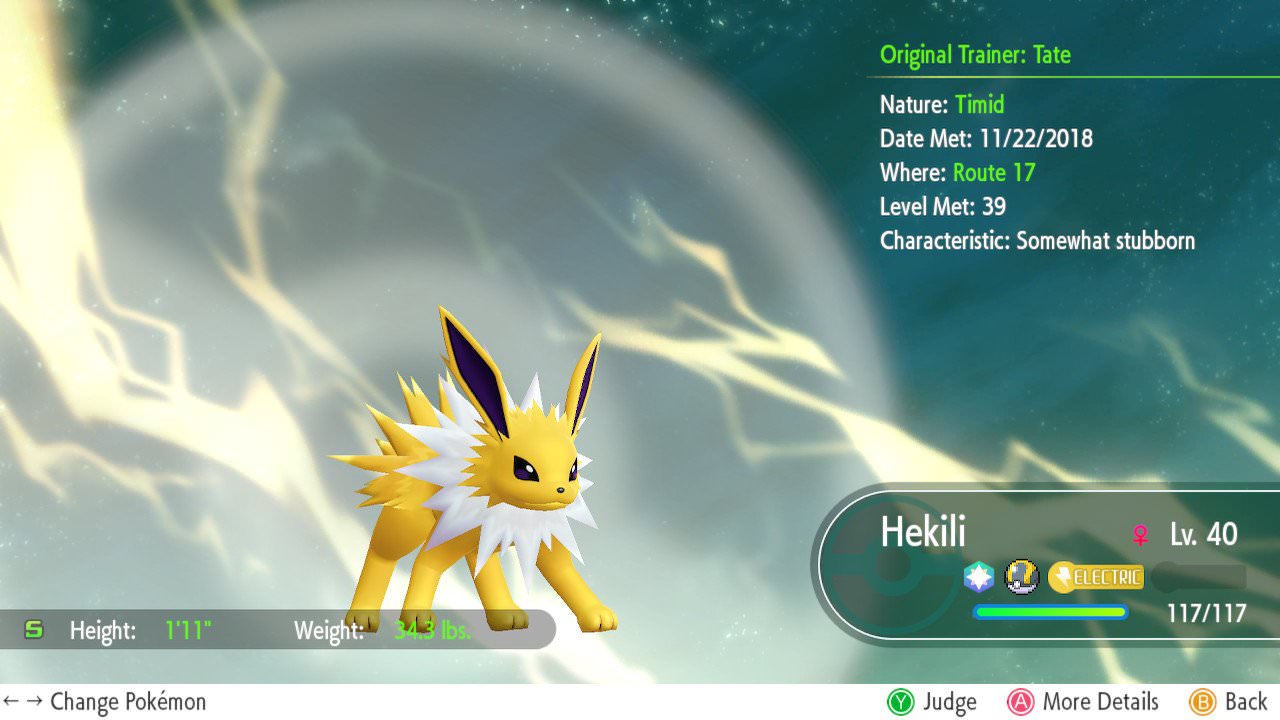 Original Trainer: Tate
Nature: Timid
Date Met: 11/22/2018
Where: Route 17
Level Met: 39
Characteristic: Somewhat stubborn
Hekili ♀ Lv. 40
ELECTRIC
117/117
S Height: 1'11" Weight: 34.3 lbs.
← → Change Pokémon
Y Judge A More Details B Back